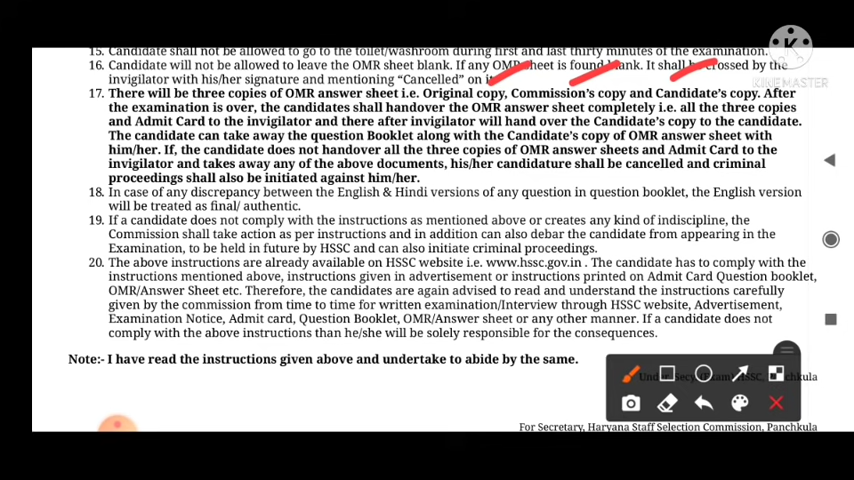 15. Candidate shall not be allowed to go to the toilet/washroom during first and last thirty minutes of the examination.
16. Candidate will not be allowed to leave the OMR sheet blank. If any OMR sheet is found blank. It shall be crossed by the
invigilator with his/her signature and mentioning “Cancelled” on it.
17. There will be three copies of OMR answer sheet i.e. Original copy, Commission's copy and Candidate's copy. After
the examination is over, the candidates shall handover the OMR answer sheet completely i.e. all the three copies
and Admit Card to the invigilator and there after invigilator will hand over the Candidate's copy to the candidate.
The candidate can take away the question Booklet along with the Candidate's copy of OMR answer sheet with
him/her. If, the candidate does not handover all the three copies of OMR answer sheets and Admit Card to the
invigilator and takes away any of the above documents, his/her candidature shall be cancelled and criminal
proceedings shall also be initiated against him/her.
18. In case of any discrepancy between the English & Hindi versions of any question in question booklet, the English version
will be treated as final/ authentic.
19. If a candidate does not comply with the instructions as mentioned above or creates any kind of indiscipline, the
Commission shall take action as per instructions and in addition can also debar the candidate from appearing in the
Examination, to be held in future by HSSC and can also initiate criminal proceedings.
20. The above instructions are already available on HSSC website i.e. www.hssc.gov.in . The candidate has to comply with the
instructions mentioned above, instructions given in advertisement or instructions printed on Admit Card Question booklet,
OMR/Answer Sheet etc. Therefore, the candidates are again advised to read and understand the instructions carefully
given by the commission from time to time for written examination/Interview through HSSC website, Advertisement,
Examination Notice, Admit card, Question Booklet, OMR/Answer sheet or any other manner. If a candidate does not
comply with the above instructions than he/she will be solely responsible for the consequences.
Note:- I have read the instructions given above and undertake to abide by the same.
Under Secy. (Exam) HSSC, Panchkula
For Secretary, Haryana Staff Selection Commission, Panchkula
KINEMASTER